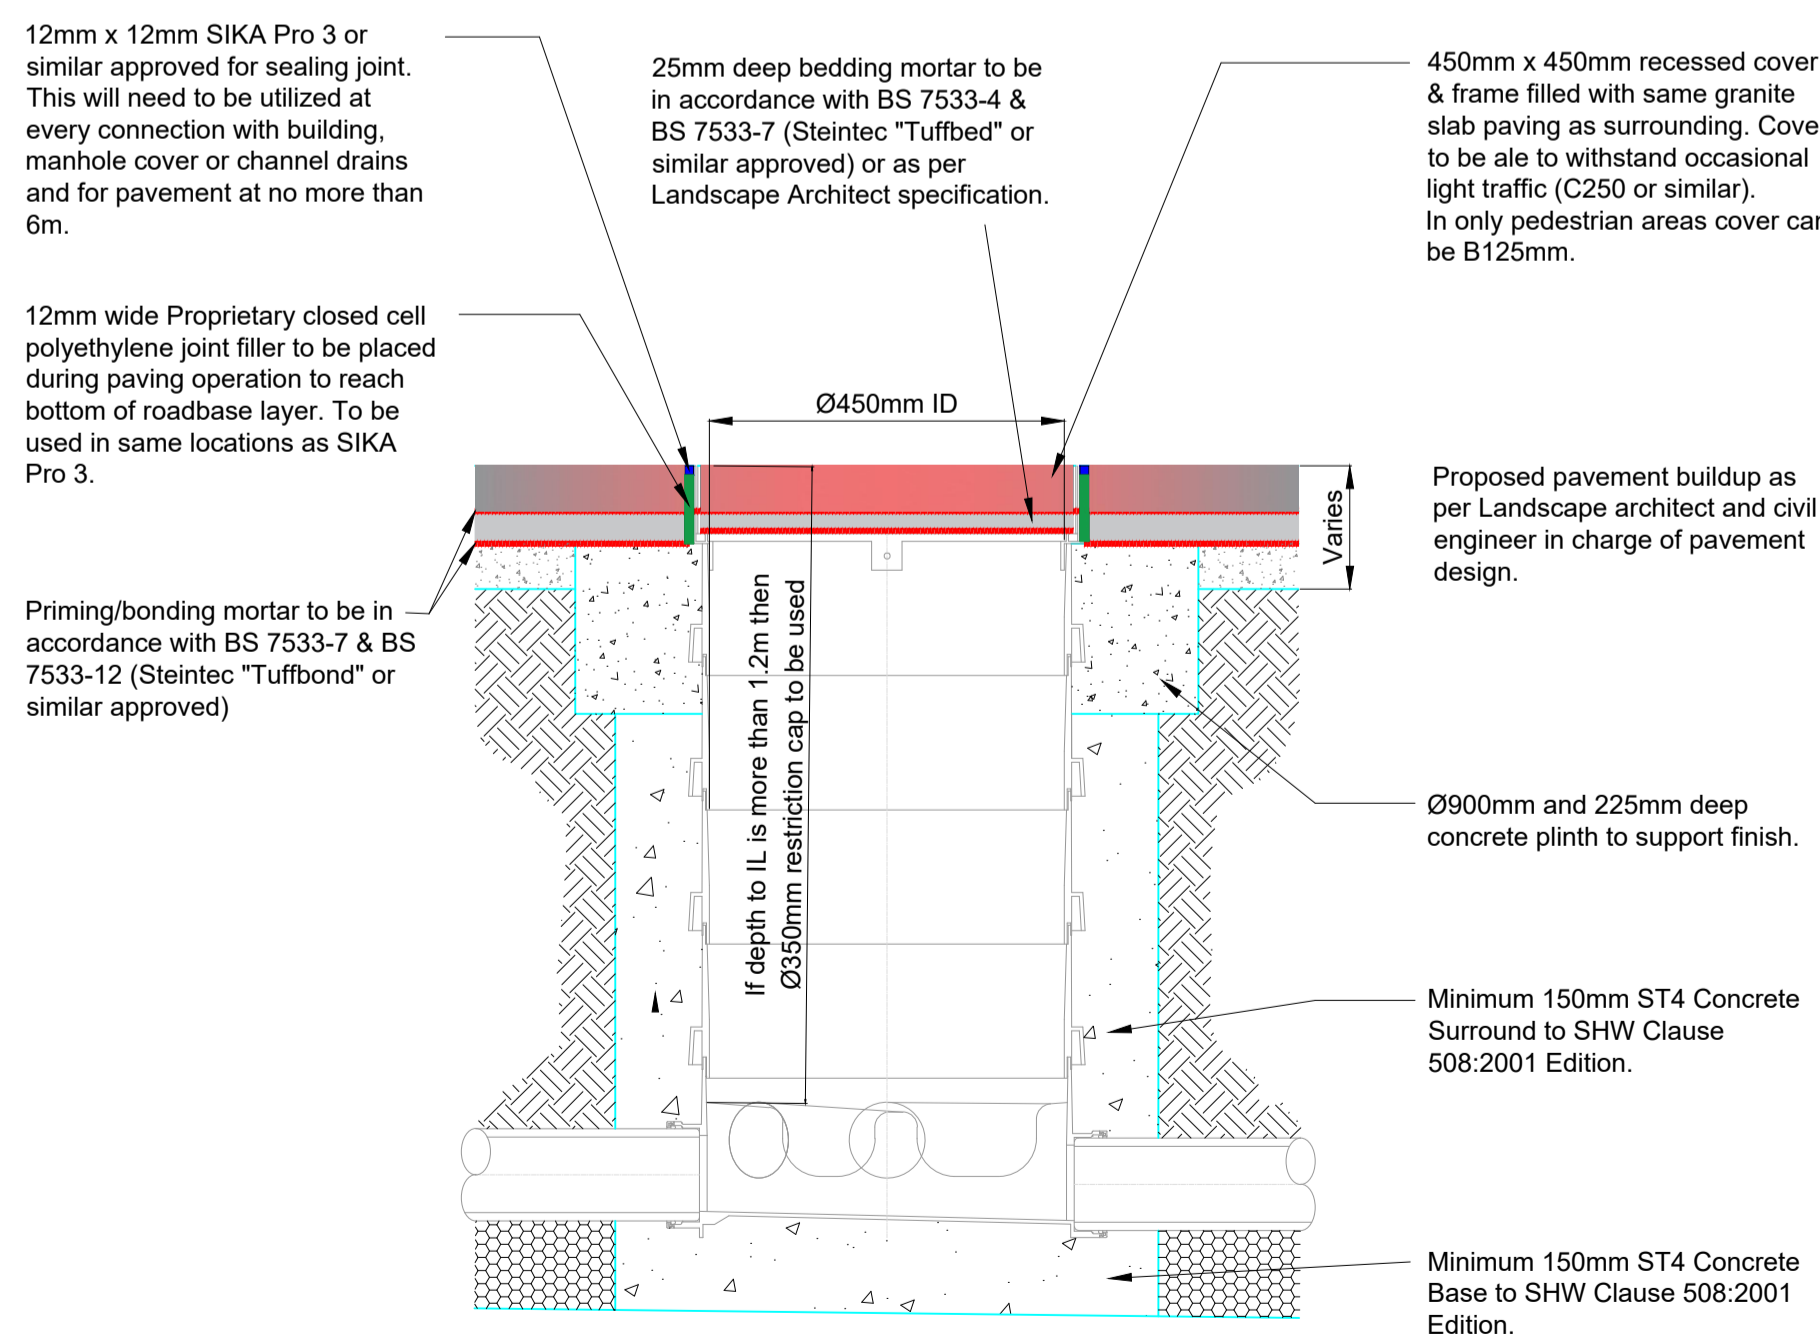 12mm x 12mm SIKA Pro 3 or
similar approved for sealing joint.
This will need to be utilized at
every connection with building,
manhole cover or channel drains
and for pavement at no more than
6m.
25mm deep bedding mortar to be
in accordance with BS 7533-4 &
BS 7533-7 (Steintec "Tuffbed" or
similar approved) or as per
Landscape Architect specification.
450mm x 450mm recessed cover
& frame filled with same granite
slab paving as surrounding. Cove
to be ale to withstand occasional
light traffic (C250 or similar).
In only pedestrian areas cover can
be B125mm.
12mm wide Proprietary closed cell
polyethylene joint filler to be placed
during paving operation to reach
bottom of roadbase layer. To be
used in same locations as SIKA
Pro 3.
Ø450mm ID
Varies
Proposed pavement buildup as
per Landscape architect and civil
engineer in charge of pavement
design.
Priming/bonding mortar to be in
accordance with BS 7533-7 & BS
7533-12 (Steintec "Tuffbond" or
similar approved)
If depth to IL is more than 1.2m then
Ø350mm restriction cap to be used
Ø900mm and 225mm deep
concrete plinth to support finish.
Minimum 150mm ST4 Concrete
Surround to SHW Clause
508:2001 Edition.
Minimum 150mm ST4 Concrete
Base to SHW Clause 508:2001
Edition.